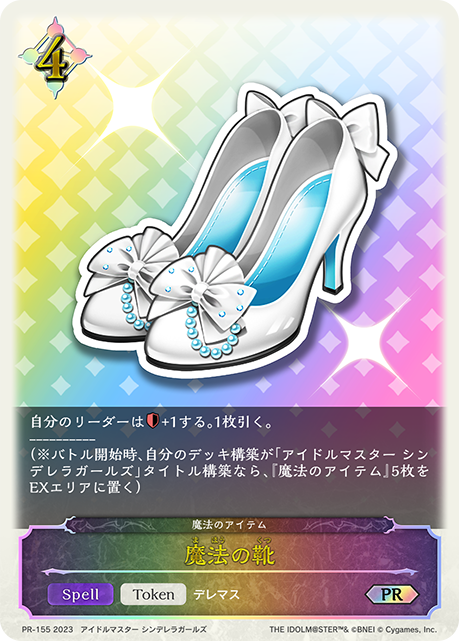 4
自分のリーダーは+1する。1枚引く。
----------
(※バトル開始時、自分のデッキ構築が「アイドルマスター シン
デレラガールズ」タイトル構築なら、『魔法のアイテム』5枚を
EXエリアに置く)
魔法のアイテム
まほう くつ
魔法の靴
Spell Token デレマス PR
PR-155 2023 アイドルマスター シンデレラガールズ THE IDOLM@STER™& ©BNEI © Cygames, Inc.